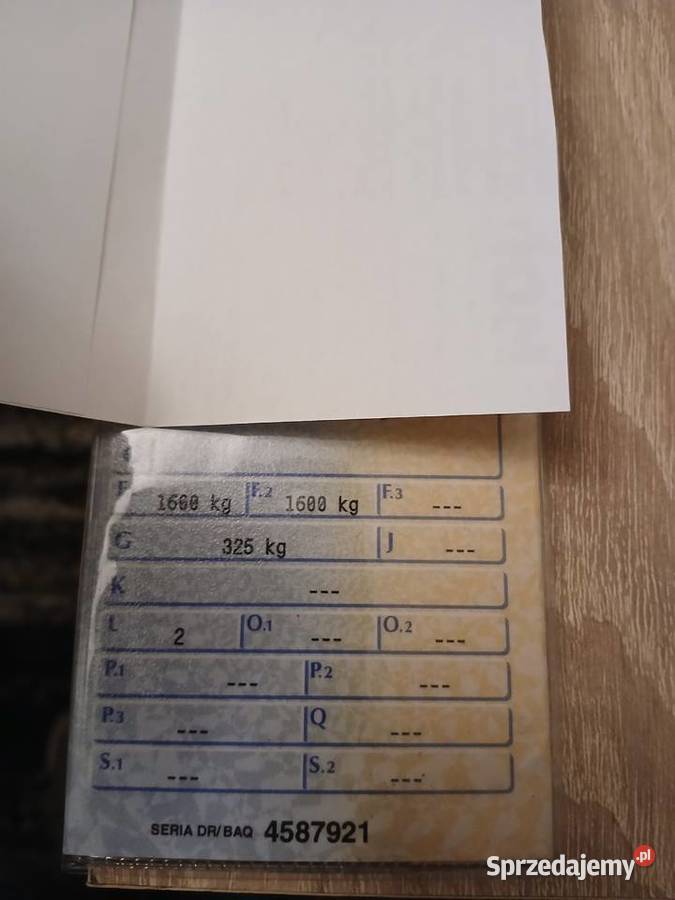 F.2 F.3
1600 kg 1600 kg ---
G J
325 kg ---
K
---
L O.1 O.2
2 --- ---
P.1 P.2
--- ---
P.3 Q
--- ---
S.1 S.2
--- ---
SERIA DR/BAQ 4587921
Sprzedajemy.pl